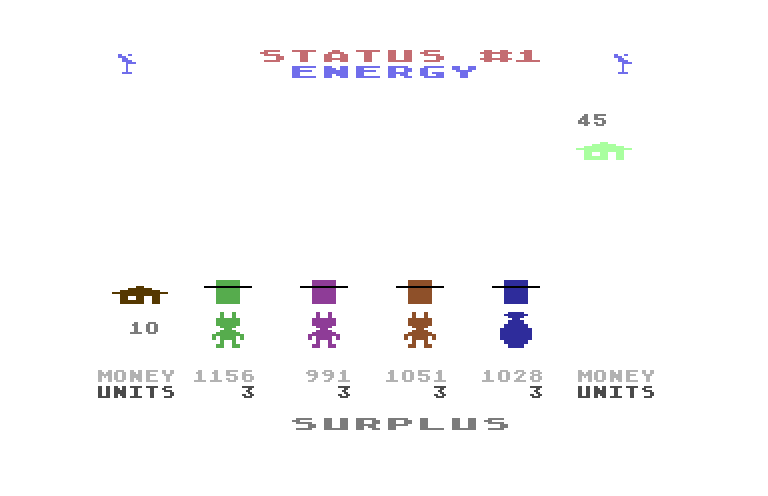 STATUS #1
ENERGY
45
10
MONEY 1156 991 1051 1028 MONEY
UNITS 3 3 3 3 UNITS
SURPLUS